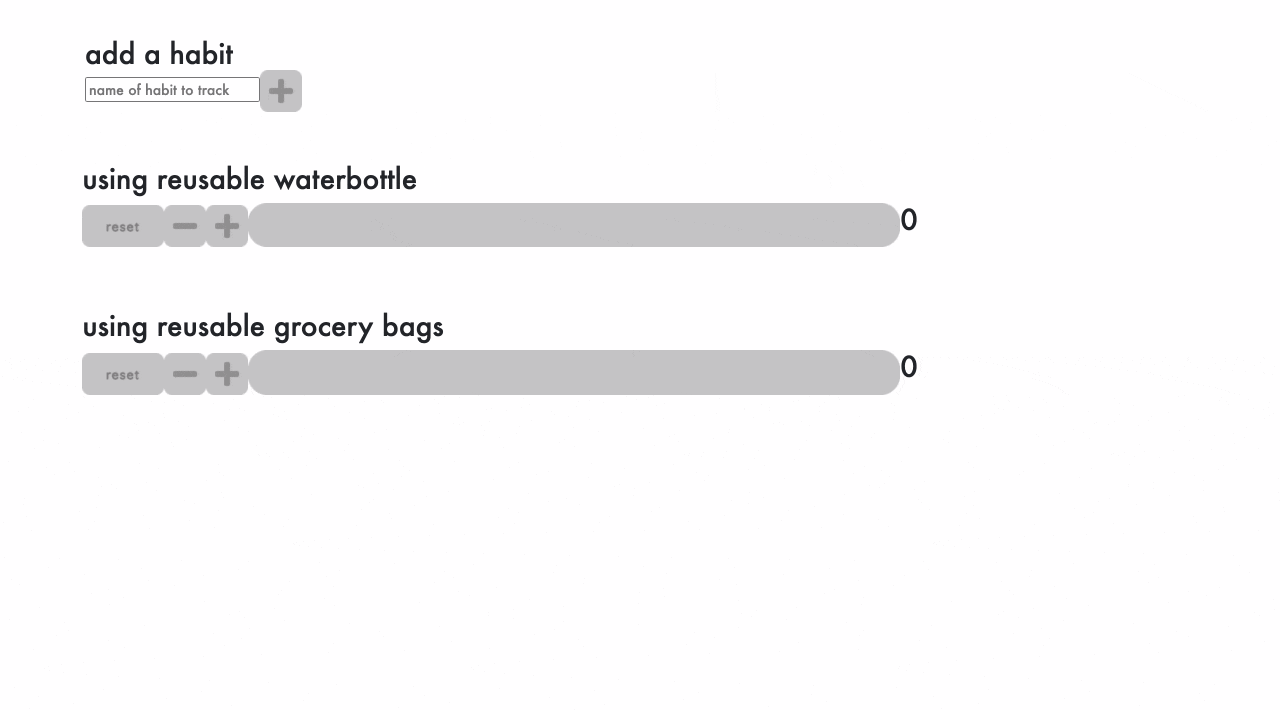 add a habit
name of habit to track
using reusable waterbottle
reset
0
using reusable grocery bags
reset
0